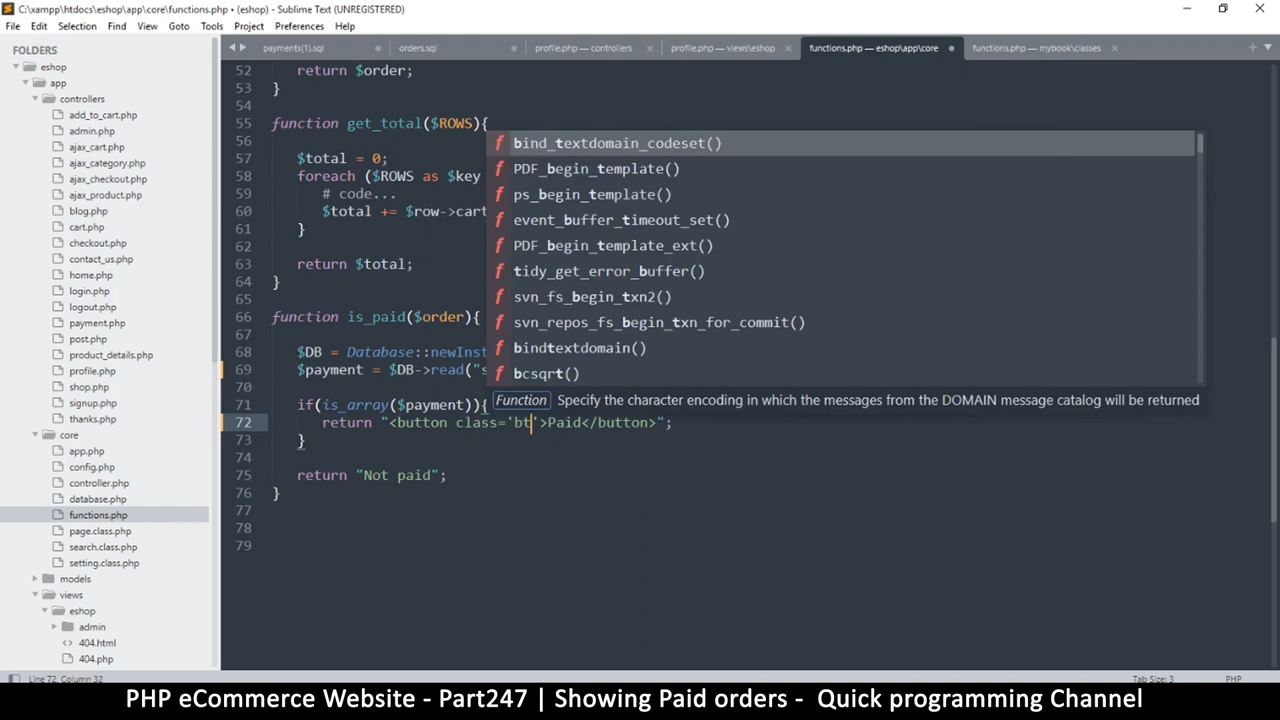 C:\xampp\htdocs\eshop\app\core\functions.php • (eshop) - Sublime Text (UNREGISTERED)
File Edit Selection Find View Goto Tools Project Preferences Help
FOLDERS
eshop
app
controllers
add_to_cart.php
admin.php
ajax_cart.php
ajax_category.php
ajax_checkout.php
ajax_product.php
blog.php
cart.php
checkout.php
contact_us.php
home.php
login.php
logout.php
payment.php
post.php
product_details.php
profile.php
shop.php
signup.php
thanks.php
core
app.php
config.php
controller.php
database.php
functions.php
page.class.php
search.class.php
setting.class.php
models
views
eshop
admin
404.html
404.php
payments(1).sql orders.sql profile.php — controllers profile.php — views\eshop functions.php — eshop\app\core functions.php — mybook\classes
52 return $order;
53 }
54
55 function get_total($ROWS){
56
57 $total = 0;
58 foreach ($ROWS as $key
59 # code...
60 $total += $row->cart
61 }
62
63 return $total;
64 }
65
66 function is_paid($order){
67
68 $DB = Database::newInst
69 $payment = $DB->read("s
70
71 if(is_array($payment)){
72 return "<button class='bt'>Paid</button>";
73 }
74
75 return "Not paid";
76 }
77
78
79
f bind_textdomain_codeset()
f PDF_begin_template()
f ps_begin_template()
f event_buffer_timeout_set()
f PDF_begin_template_ext()
f tidy_get_error_buffer()
f svn_fs_begin_txn2()
f svn_repos_fs_begin_txn_for_commit()
f bindtextdomain()
f bcsqrt()
Function Specify the character encoding in which the messages from the DOMAIN message catalog will be returned
Line 72, Column 32 Tab Size: 3 PHP
PHP eCommerce Website - Part247 | Showing Paid orders - Quick programming Channel